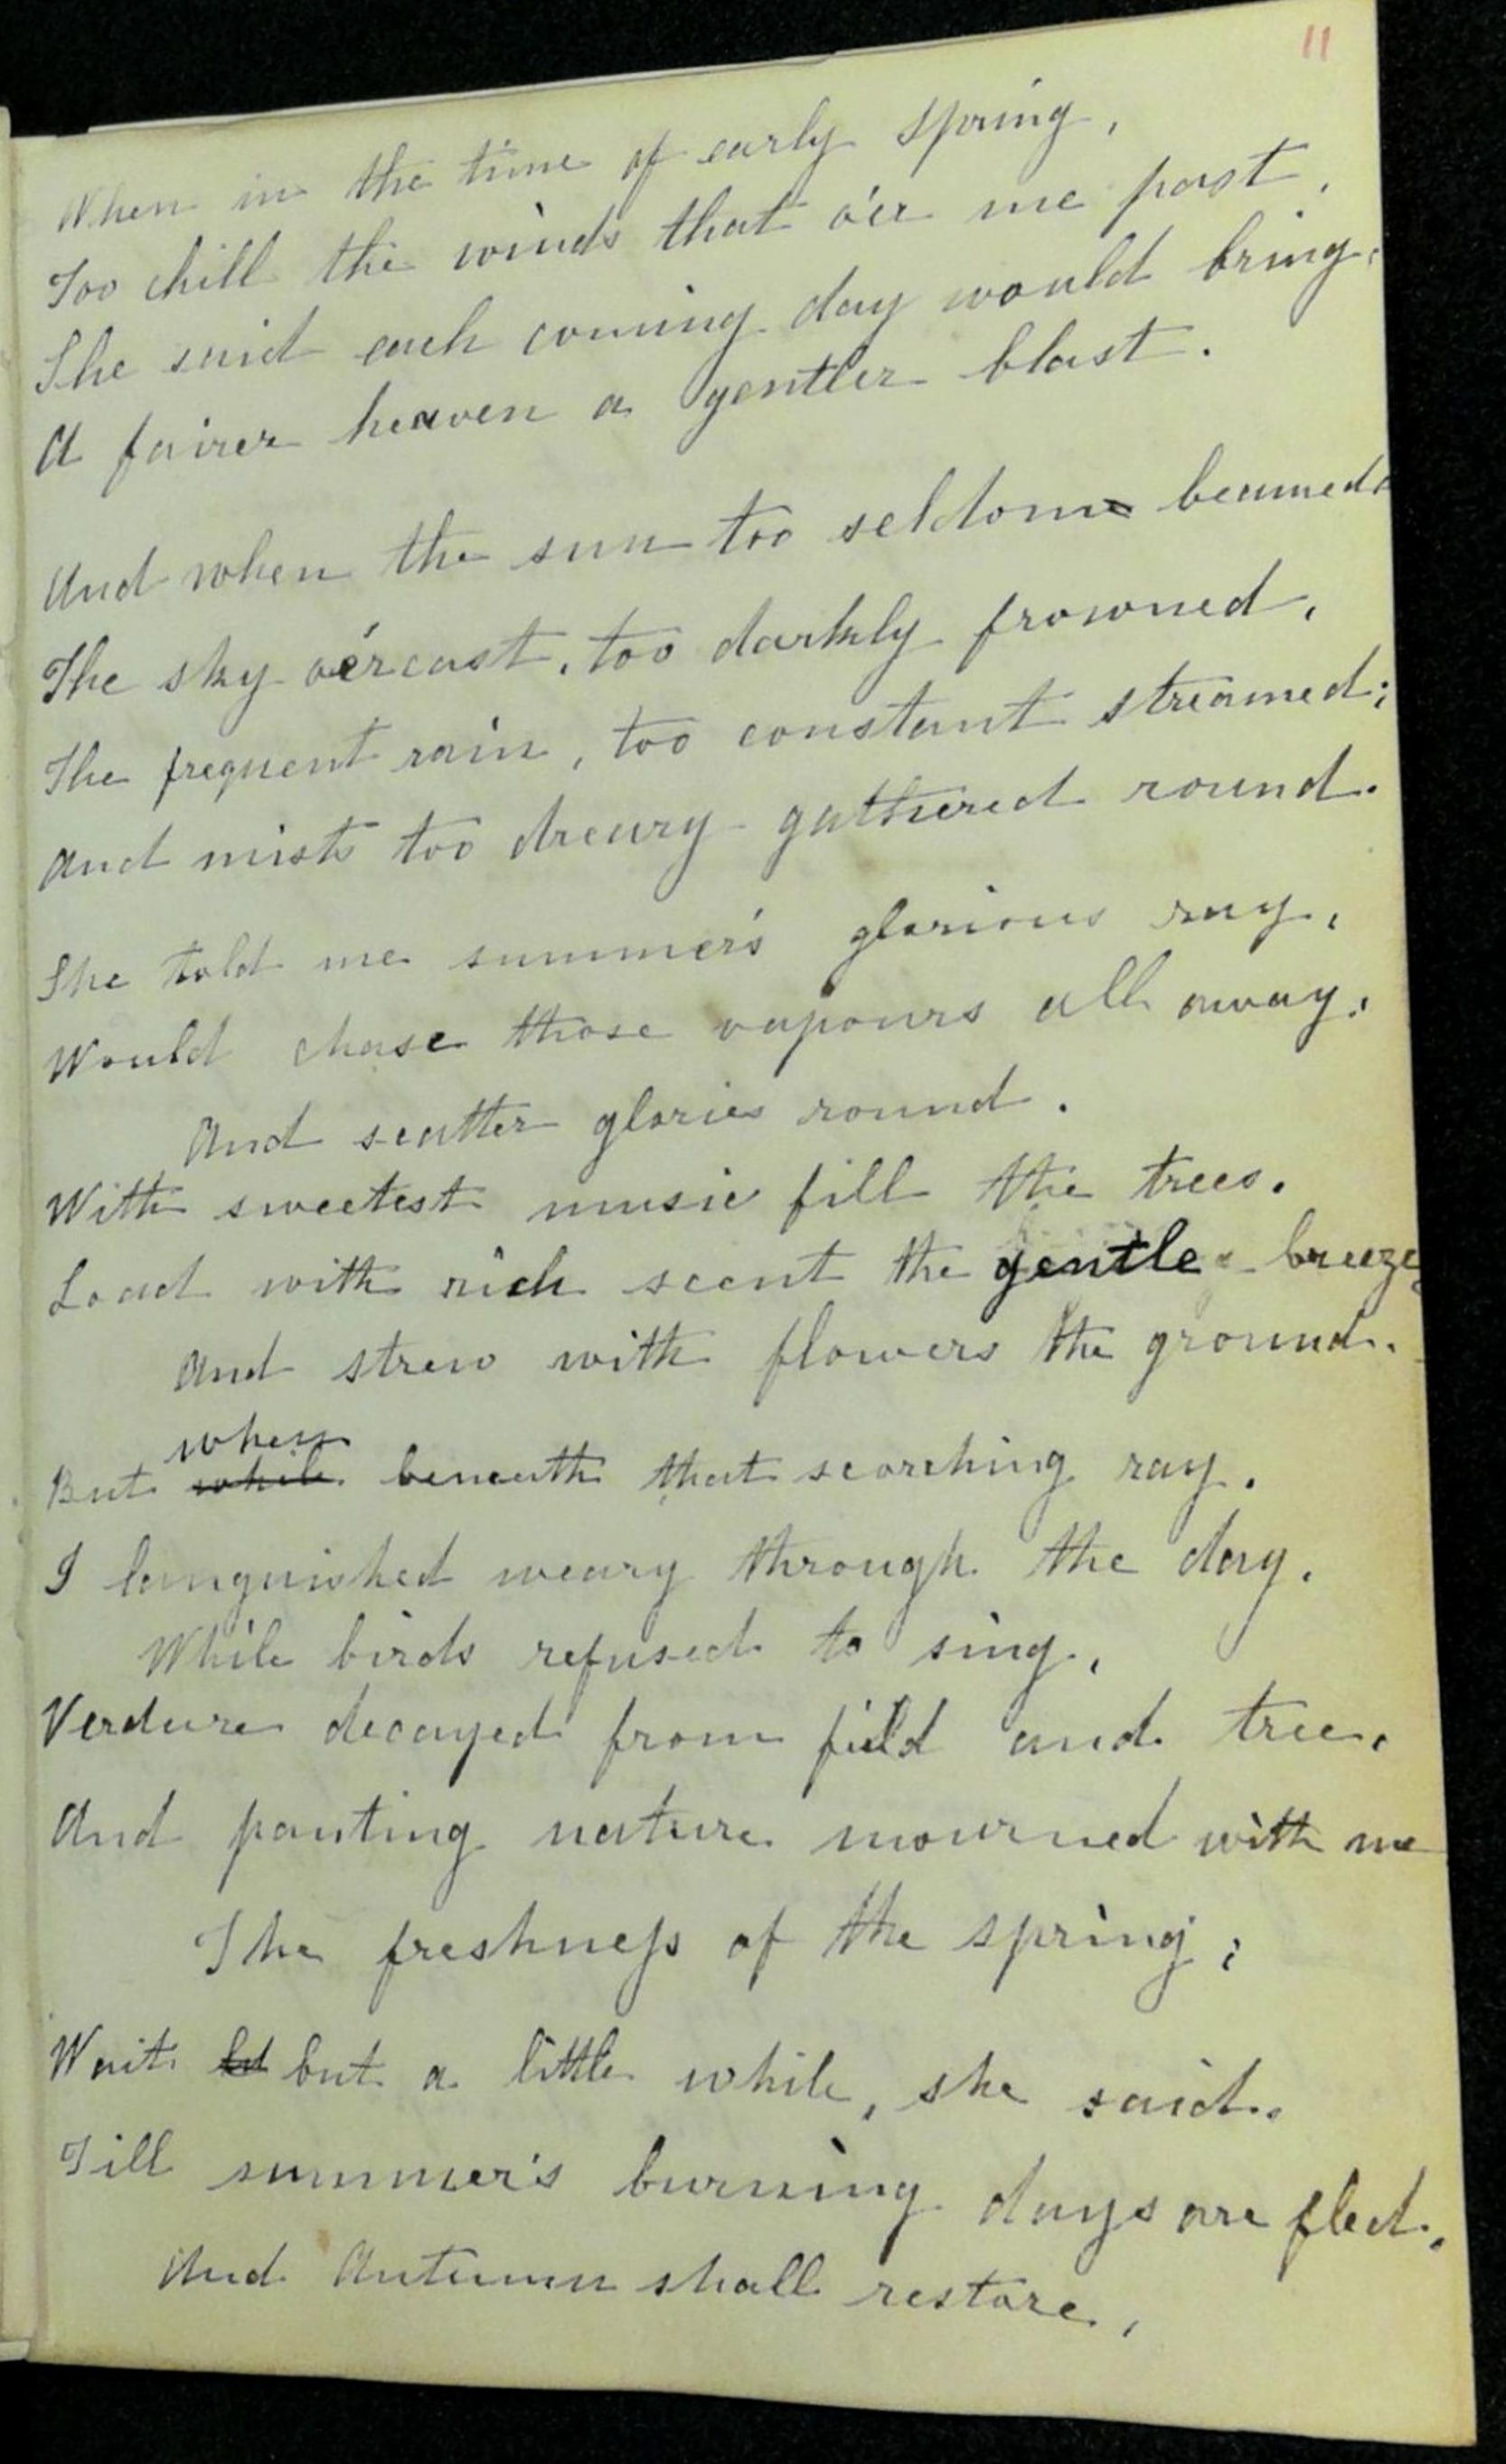 11
When in the time of early spring,
Too chill the winds that o'er me past,
She said each coming day would bring,
A fairer heaven a gentler blast.
And when the sun too seldom beamed,
The sky o'ercast, too darkly frowned,
The frequent rain, too constant streamed;
And mists too dreary gathered round.
She told me summer's glorious ray,
Would chase those vapours all away,
And scatter glories round.
With sweetest music fill the trees.
Load with rich scent the gentle breeze,
And strew with flowers the ground.
when
But while beneath that scorching ray.
I languished weary through the day.
While birds refused to sing,
Verdure decayed from field and tree,
And panting nature mourned with me
The freshneſs of the spring;
Wait but but a little while, she said.
Till summer's burning days are fled.
And Autumn shall restore,